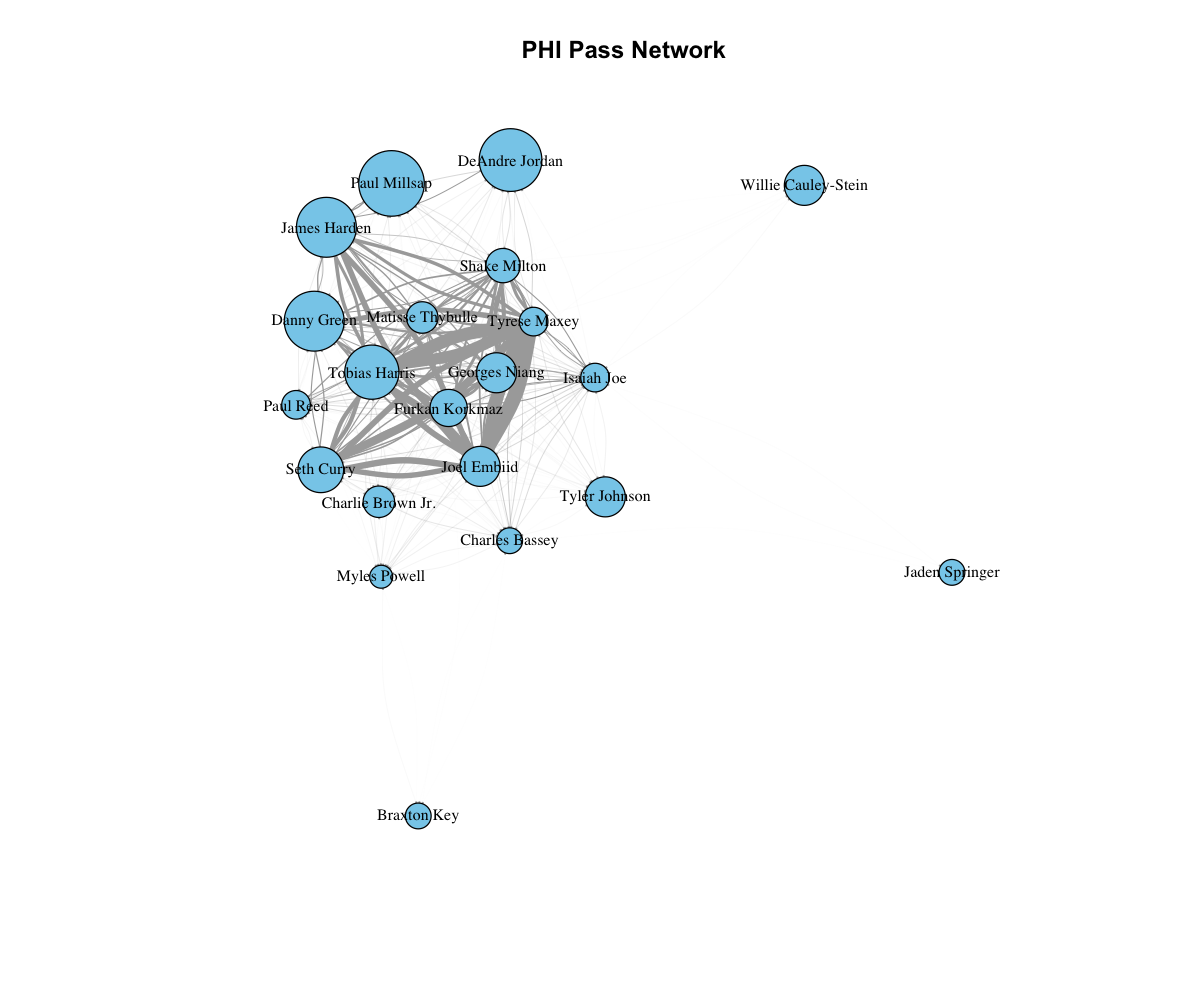 PHI Pass Network
DeAndre Jordan
Paul Millsap
Willie Cauley-Stein
James Harden
Shake Milton
Danny Green
Matisse Thybulle
Tyrese Maxey
Tobias Harris
Georges Niang
Isaiah Joe
Paul Reed
Furkan Korkmaz
Seth Curry
Joel Embiid
Charlie Brown Jr.
Tyler Johnson
Charles Bassey
Myles Powell
Jaden Springer
Braxton Key